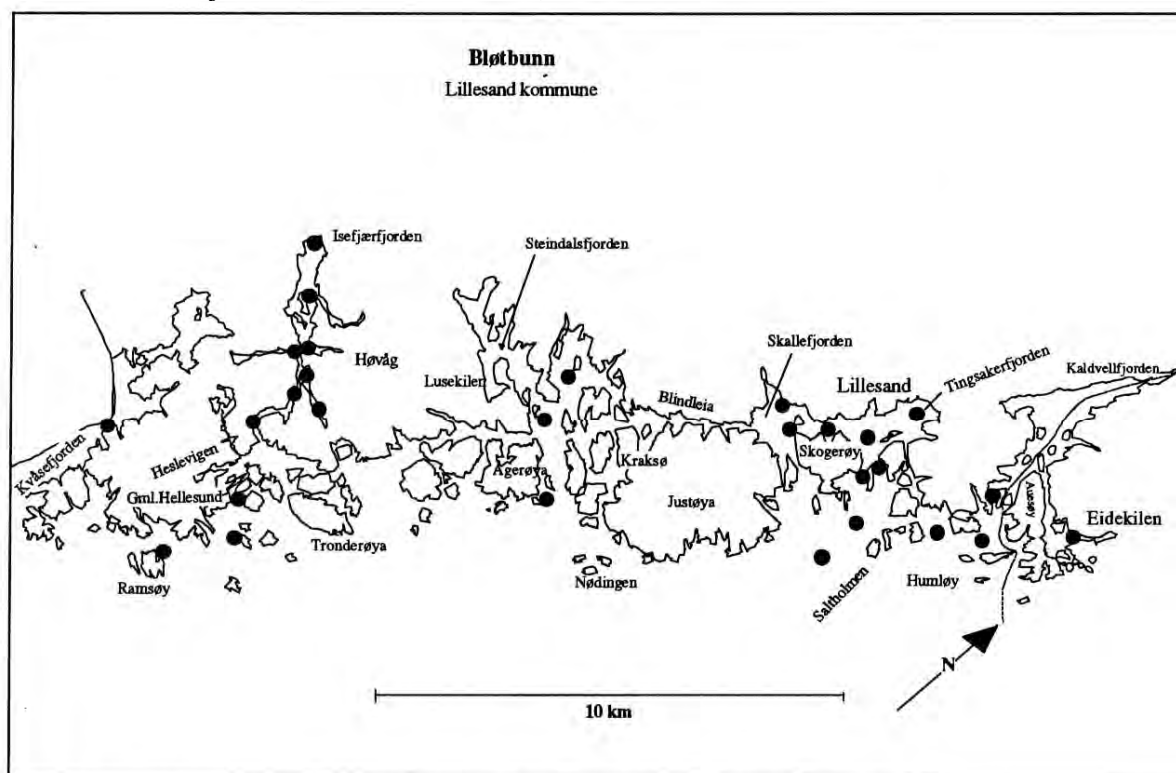 Bløtbunn
Lillesand kommune
Isefjærfjorden
Steindalsfjorden
Skallefjorden
Høvåg
Lusekilen
Lillesand
Tingsakerfjorden
Kaldvellfjorden
Blindleia
Kvåsefjorden
Heslevigen
Agerøya
Kraksø
Skogerøy
Gml.Hellesund
Justøya
Eidekilen
Tronderøya
Ramsøy
Nødingen
Saltholmen
Humløy
N
10 km